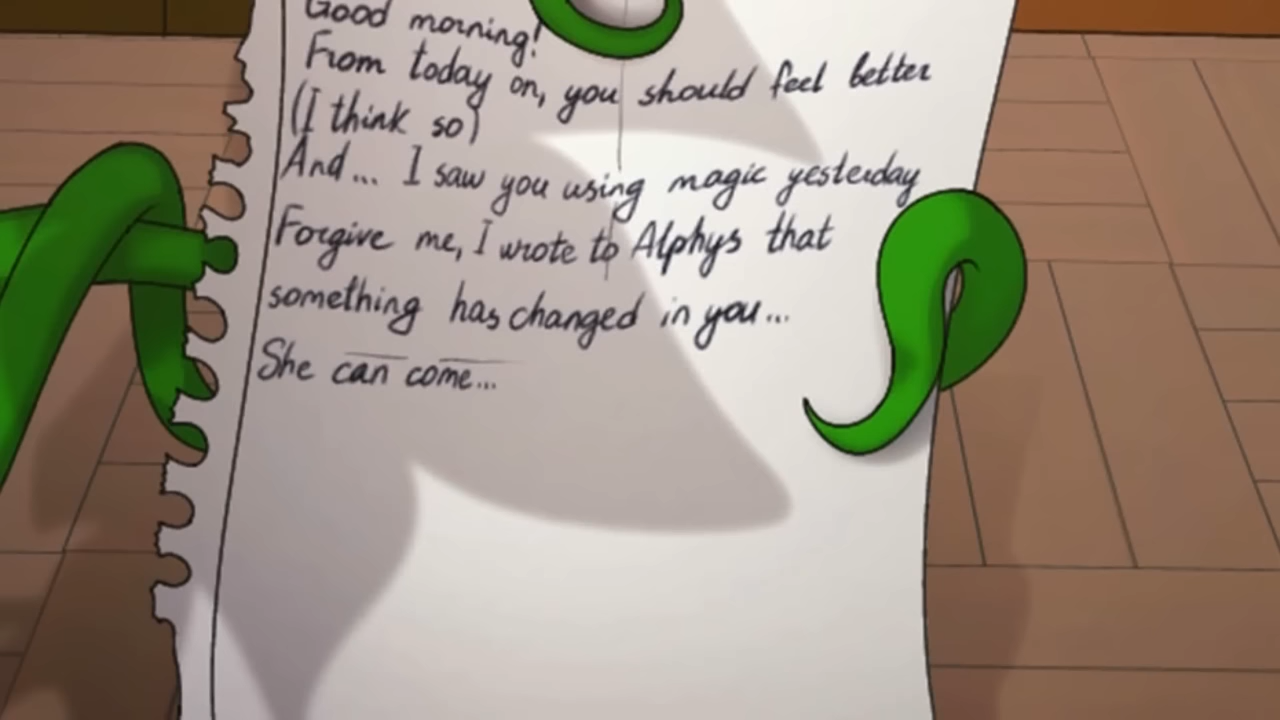 Good morning!
From today on, you should feel better
(I think so)
And... I saw you using magic yesterday
Forgive me, I wrote to Alphys that
something has changed in you...
She can come...